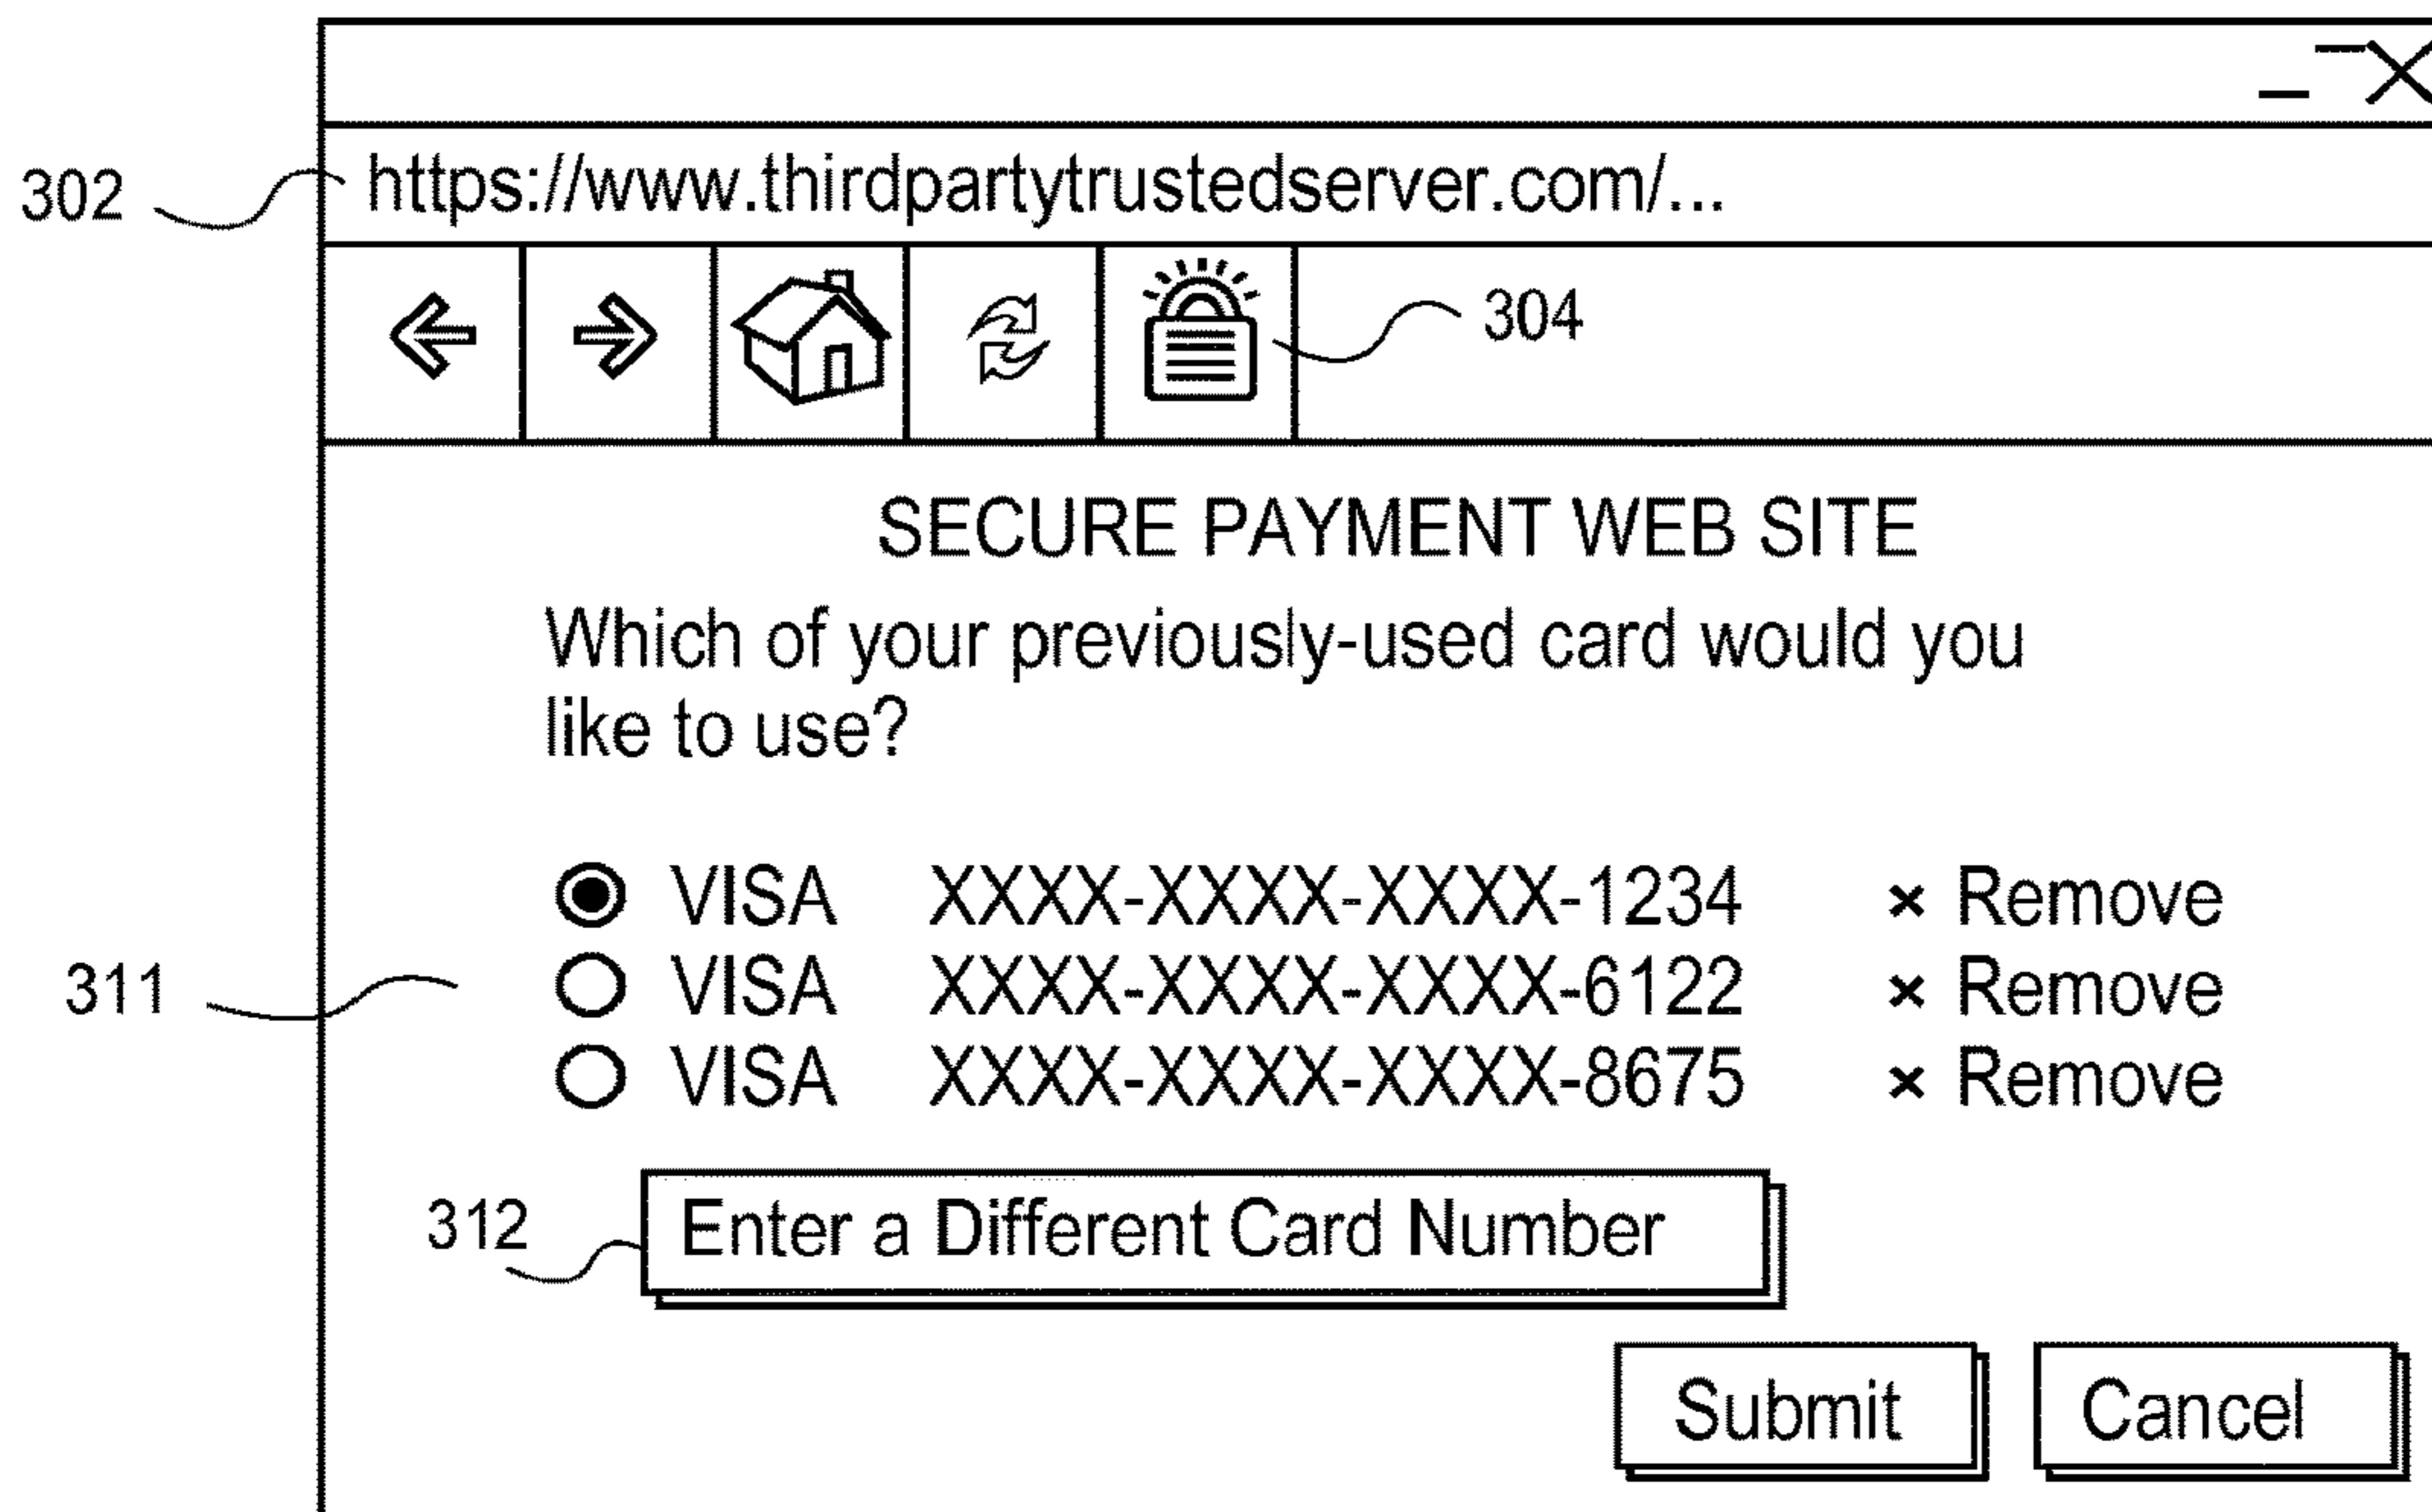 302 https://www.thirdpartytrustedserver.com/...
304
SECURE PAYMENT WEB SITE
Which of your previously-used card would you
like to use?
VISA XXXX-XXXX-XXXX-1234 × Remove
311 VISA XXXX-XXXX-XXXX-6122 × Remove
VISA XXXX-XXXX-XXXX-8675 × Remove
312 Enter a Different Card Number
Submit Cancel